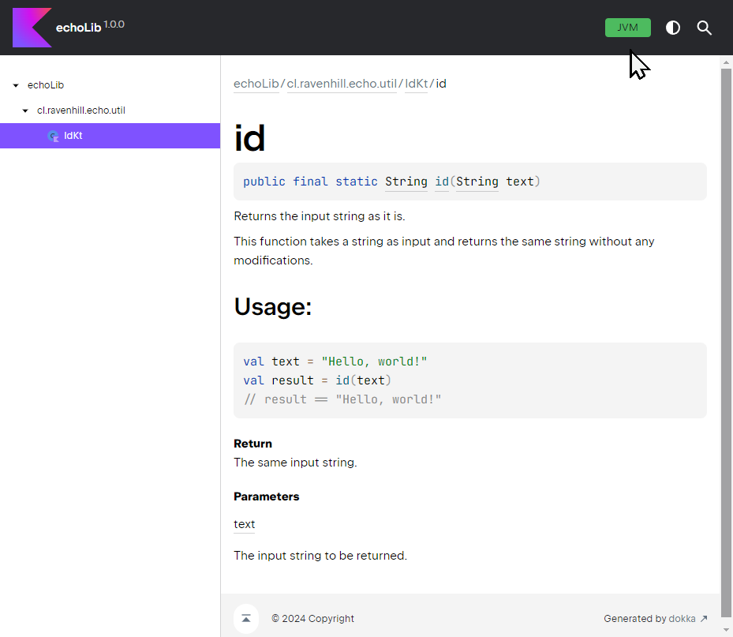 echoLib 1.0.0
JVM
echoLib
cl.ravenhill.echo.util
IdKt
echoLib/cl.ravenhill.echo.util/IdKt/id
id
public final static String id(String text)
Returns the input string as it is.
This function takes a string as input and returns the same string without any
modifications.
Usage:
val text = "Hello, world!"
val result = id(text)
// result == "Hello, world!"
Return
The same input string.
Parameters
text
The input string to be returned.
© 2024 Copyright
Generated by dokka